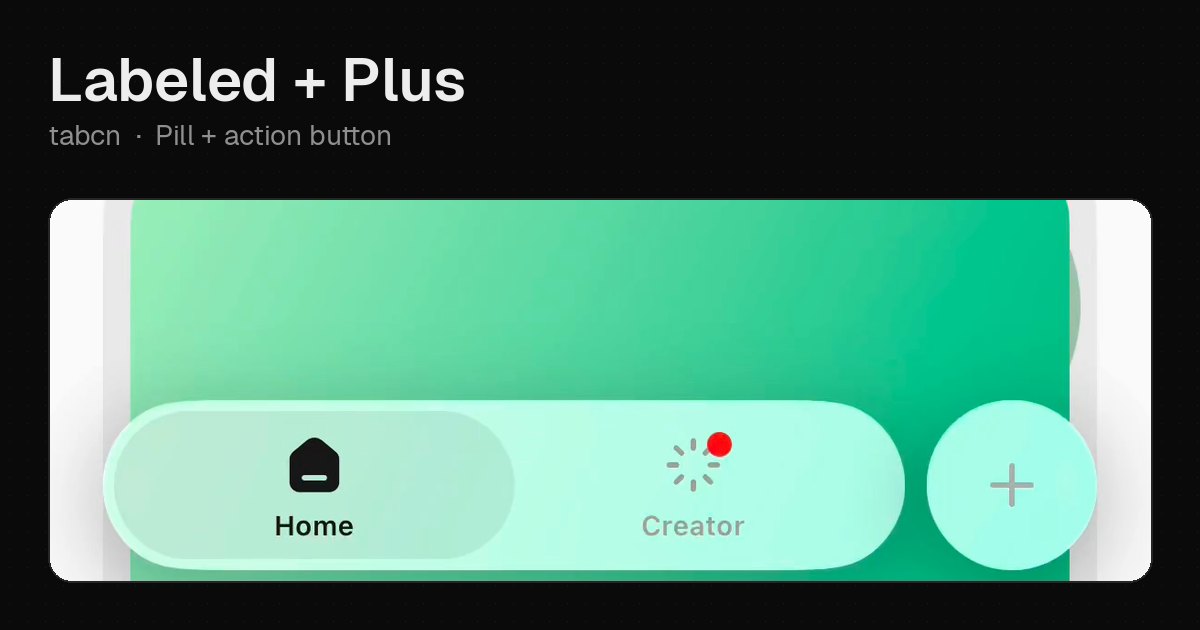 Labeled + Plus
tabcn · Pill + action button
Home
Creator